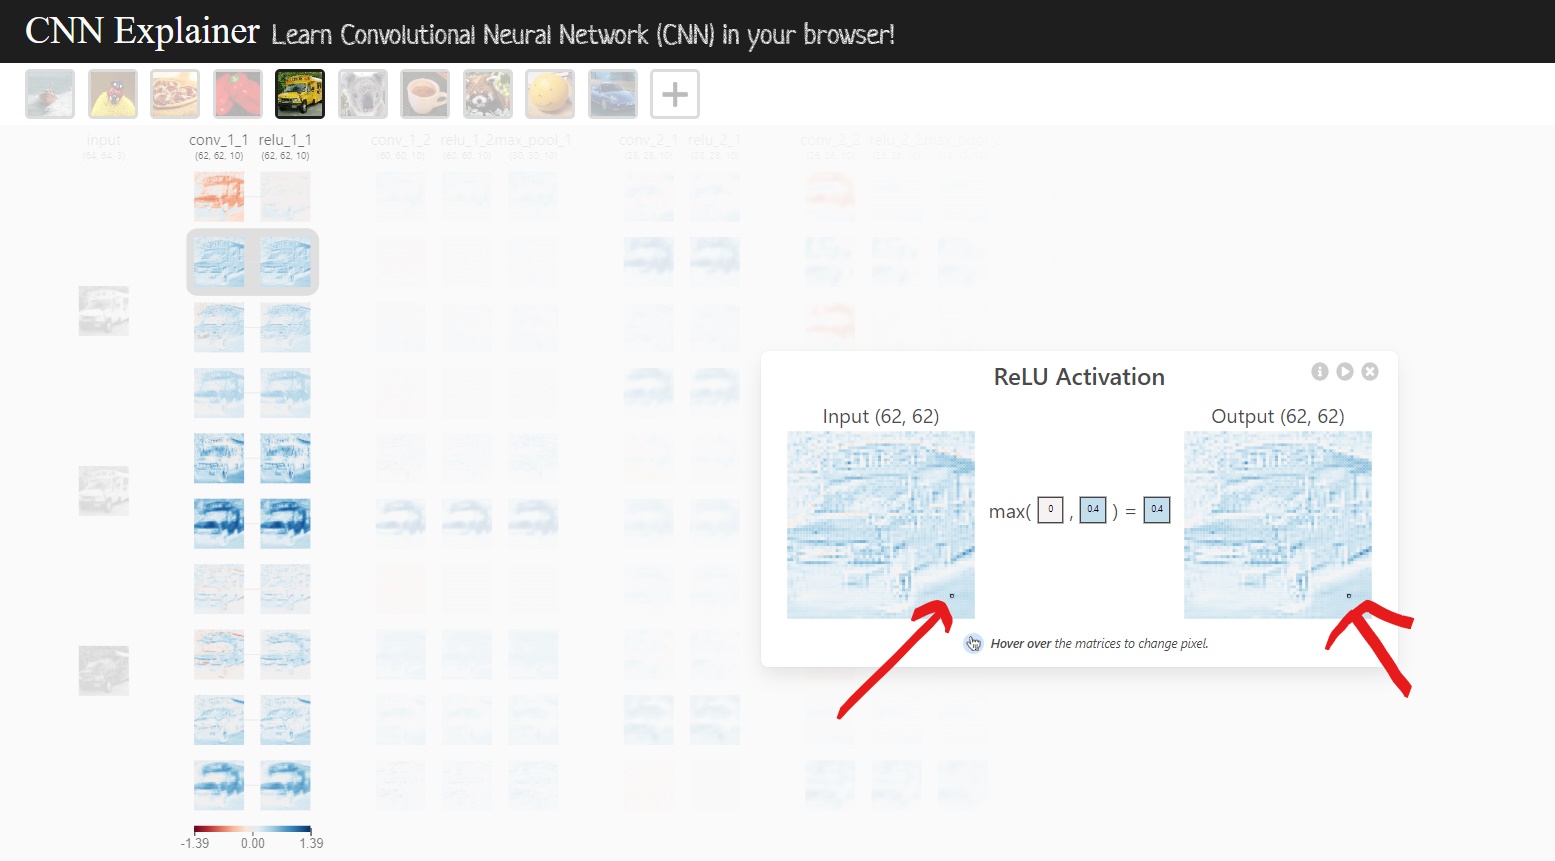 CNN Explainer Learn Convolutional Neural Network (CNN) in your browser!
input conv_1_1 relu_1_1 conv_1_2 relu_1_2 max_pool_1 conv_2_1 relu_2_1 conv_2_2
(64, 64, 3) (62, 62, 10) (62, 62, 10) (60, 60, 10) (60, 60, 10) (30, 30, 10) (28, 28, 10) (28, 28, 10)
ReLU Activation
Input (62, 62) Output (62, 62)
max( 0 , 0.4 ) = 0.4
Hover over the matrices to change pixel.
-1.39 0.00 1.39